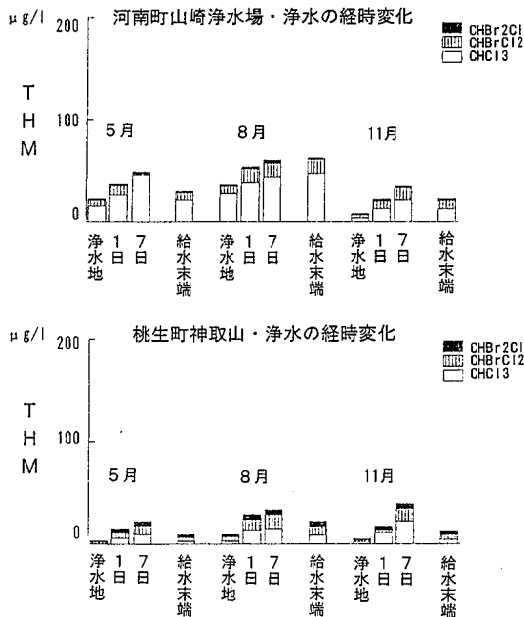 μg/l 河南町山崎浄水場・浄水の経時変化
200
CHBr2Cl
CHBrCl2
CHCl3
THM
100
5月 8月 11月
0
浄水地 1日 7日 給水末端 浄水地 1日 7日 給水末端 浄水地 1日 7日 給水末端
μg/l 桃生町神取山・浄水の経時変化
200
CHBr2Cl
CHBrCl2
CHCl3
THM
100
5月 8月 11月
0
浄水地 1日 7日 給水末端 浄水地 1日 7日 給水末端 浄水地 1日 7日 給水末端